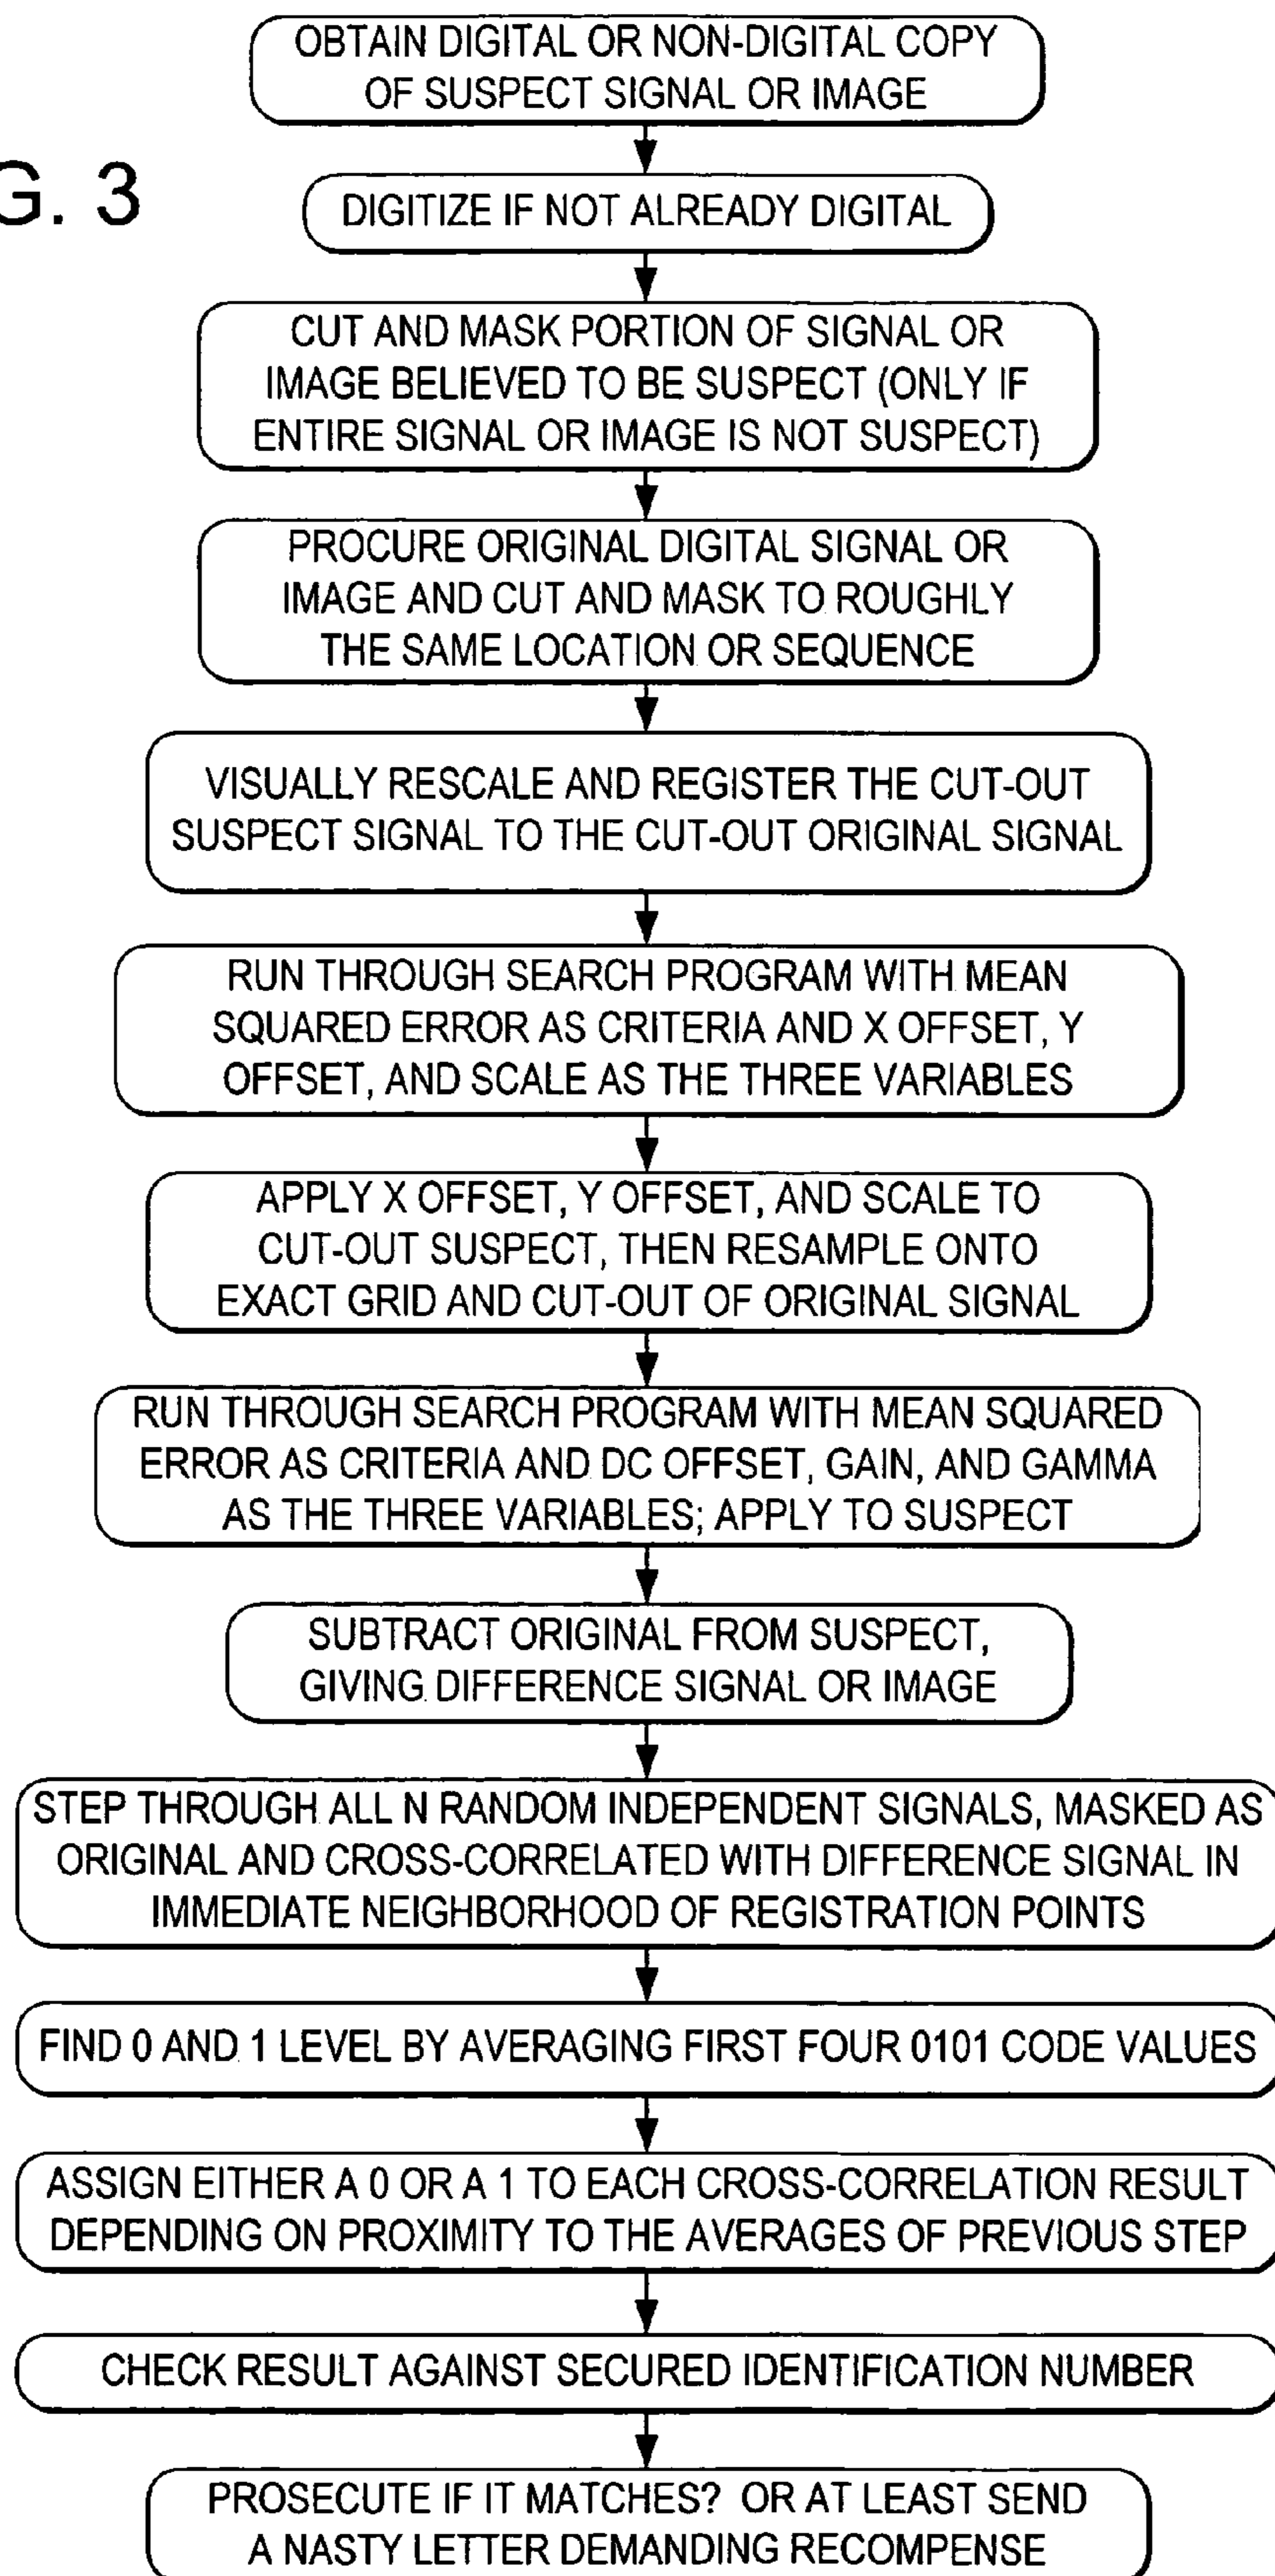 OBTAIN DIGITAL OR NON-DIGITAL COPY
OF SUSPECT SIGNAL OR IMAGE
G. 3
DIGITIZE IF NOT ALREADY DIGITAL
CUT AND MASK PORTION OF SIGNAL OR
IMAGE BELIEVED TO BE SUSPECT (ONLY IF
ENTIRE SIGNAL OR IMAGE IS NOT SUSPECT)
PROCURE ORIGINAL DIGITAL SIGNAL OR
IMAGE AND CUT AND MASK TO ROUGHLY
THE SAME LOCATION OR SEQUENCE
VISUALLY RESCALE AND REGISTER THE CUT-OUT
SUSPECT SIGNAL TO THE CUT-OUT ORIGINAL SIGNAL
RUN THROUGH SEARCH PROGRAM WITH MEAN
SQUARED ERROR AS CRITERIA AND X OFFSET, Y
OFFSET, AND SCALE AS THE THREE VARIABLES
APPLY X OFFSET, Y OFFSET, AND SCALE TO
CUT-OUT SUSPECT, THEN RESAMPLE ONTO
EXACT GRID AND CUT-OUT OF ORIGINAL SIGNAL
RUN THROUGH SEARCH PROGRAM WITH MEAN SQUARED
ERROR AS CRITERIA AND DC OFFSET, GAIN, AND GAMMA
AS THE THREE VARIABLES; APPLY TO SUSPECT
SUBTRACT ORIGINAL FROM SUSPECT,
GIVING DIFFERENCE SIGNAL OR IMAGE
STEP THROUGH ALL N RANDOM INDEPENDENT SIGNALS, MASKED AS
ORIGINAL AND CROSS-CORRELATED WITH DIFFERENCE SIGNAL IN
IMMEDIATE NEIGHBORHOOD OF REGISTRATION POINTS
FIND 0 AND 1 LEVEL BY AVERAGING FIRST FOUR 0101 CODE VALUES
ASSIGN EITHER A 0 OR A 1 TO EACH CROSS-CORRELATION RESULT
DEPENDING ON PROXIMITY TO THE AVERAGES OF PREVIOUS STEP
CHECK RESULT AGAINST SECURED IDENTIFICATION NUMBER
PROSECUTE IF IT MATCHES? OR AT LEAST SEND
A NASTY LETTER DEMANDING RECOMPENSE